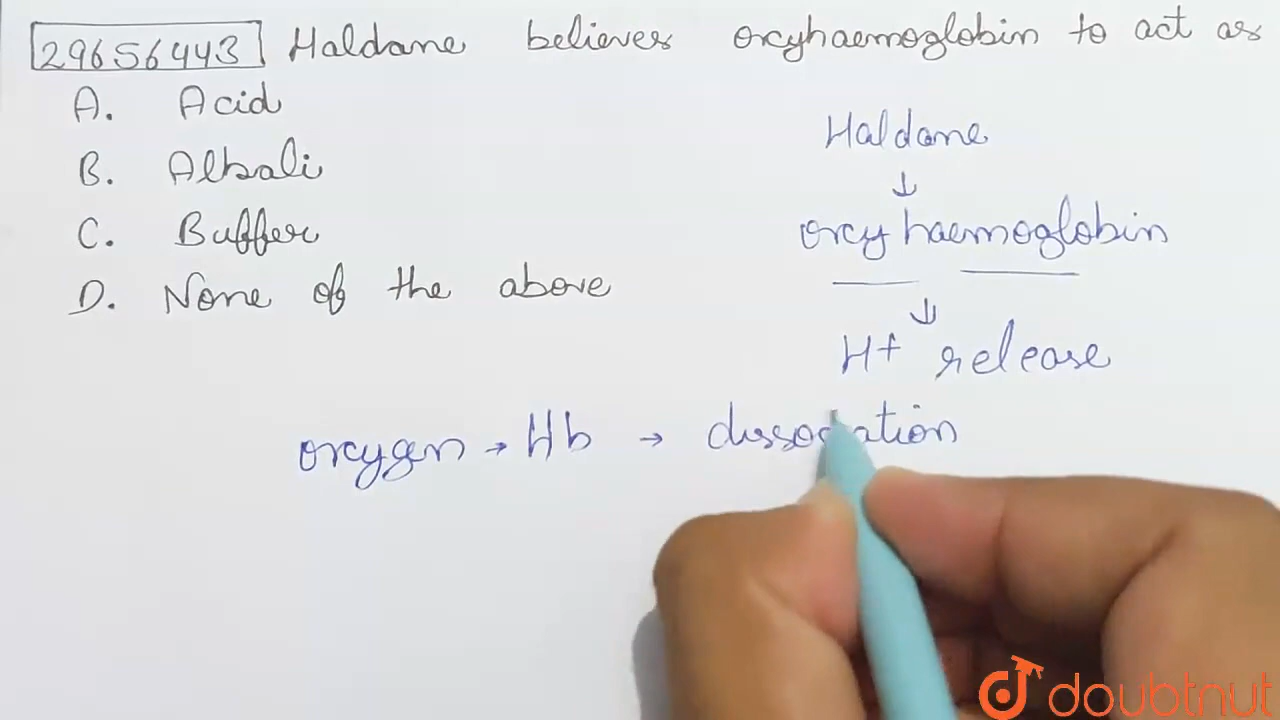 29656443 Haldane believes oxyhaemoglobin to act as
A. Acid
B. Alkali
C. Buffer
D. None of the above
Haldane
↓
oxyhaemoglobin
↓
H+ release
oxygen → Hb → dissociation
doubtnut